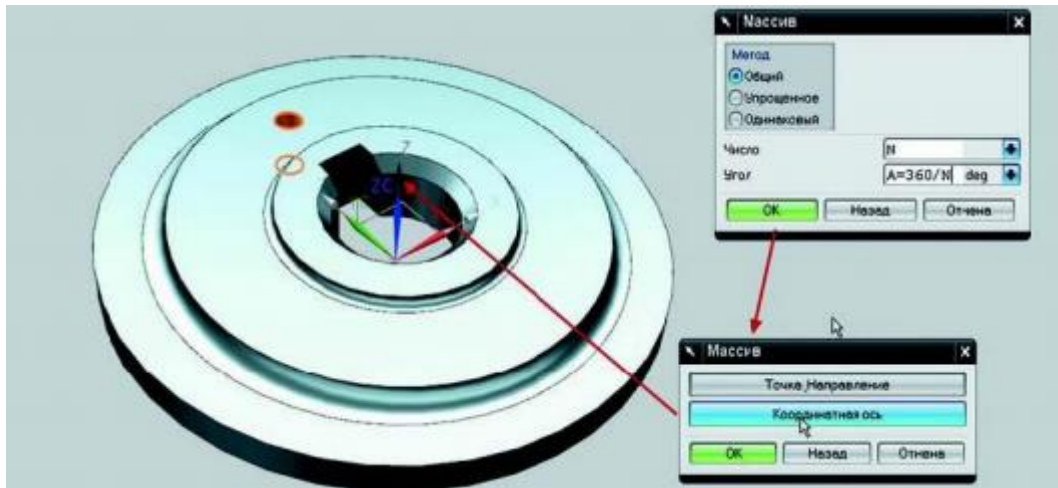 Массив
Метод
Общий
Упрощенное
Одинаковый
Число
N
Угол
A=360/N deg
OK
Назад
Отмена
Z
ZC
Массив
Точка,Направление
Координатная ось
OK
Назад
Отмена